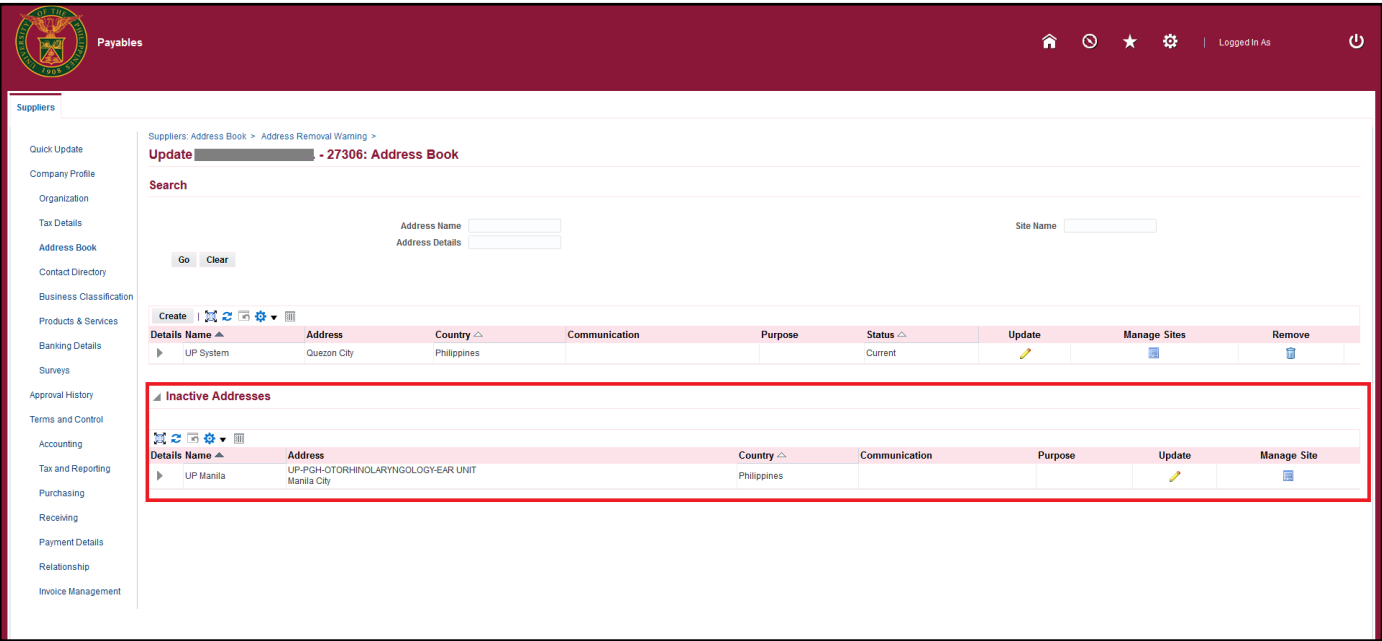 UNIVERSITY OF THE PHILIPPINES
1908
Payables
| Logged In As
Suppliers
Quick Update
Company Profile
Organization
Tax Details
Address Book
Contact Directory
Business Classification
Products & Services
Banking Details
Surveys
Approval History
Terms and Control
Accounting
Tax and Reporting
Purchasing
Receiving
Payment Details
Relationship
Invoice Management
Suppliers: Address Book > Address Removal Warning >
Update . - 27306: Address Book
Search
Address Name
Site Name
Address Details
Go Clear
Create |
Details Name Address Country Communication Purpose Status Update Manage Sites Remove
UP System Quezon City Philippines Current
Inactive Addresses
Details Name Address Country Communication Purpose Update Manage Site
UP Manila UP-PGH-OTORHINOLARYNGOLOGY-EAR UNIT Philippines
Manila City